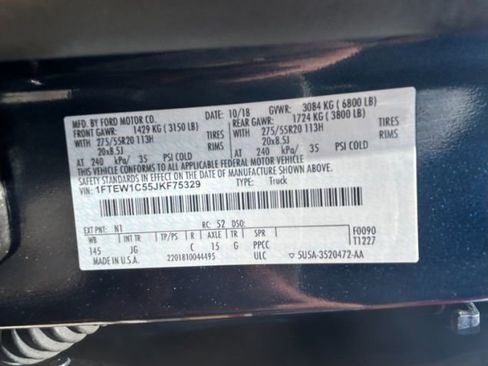 MFD. BY FORD MOTOR CO. DATE: 10/18 GVWR: 3084 KG ( 6800 LB)
FRONT GAWR: 1429 KG (3150 LB) REAR GAWR: 1724 KG ( 3800 LB)
WITH 275/55R20 113H TIRES WITH 275/55R20 113H TIRES
20x8.5J RIMS 20x8.5J RIMS
AT 240 kPa/ 35 PSI COLD AT 240 kPa/ 35 PSI COLD
THIS VEHICLE CONFORMS TO ALL APPLICABLE FEDERAL MOTOR VEHICLE
SAFETY STANDARDS IN EFFECT ON THE DATE OF MANUFACTURE SHOWN ABOVE.
VIN: 1FTEW1C55JKF75329 TYPE: Truck
EXT PNT: N1 RC: 52 DSO: F0090
WB INT TR TP/PS R AXLE TR SPR T1227
145 JG C 15 G PPCC
MADE IN U.S.A. 2201810044495 ULC 5U5A-3520472-AA